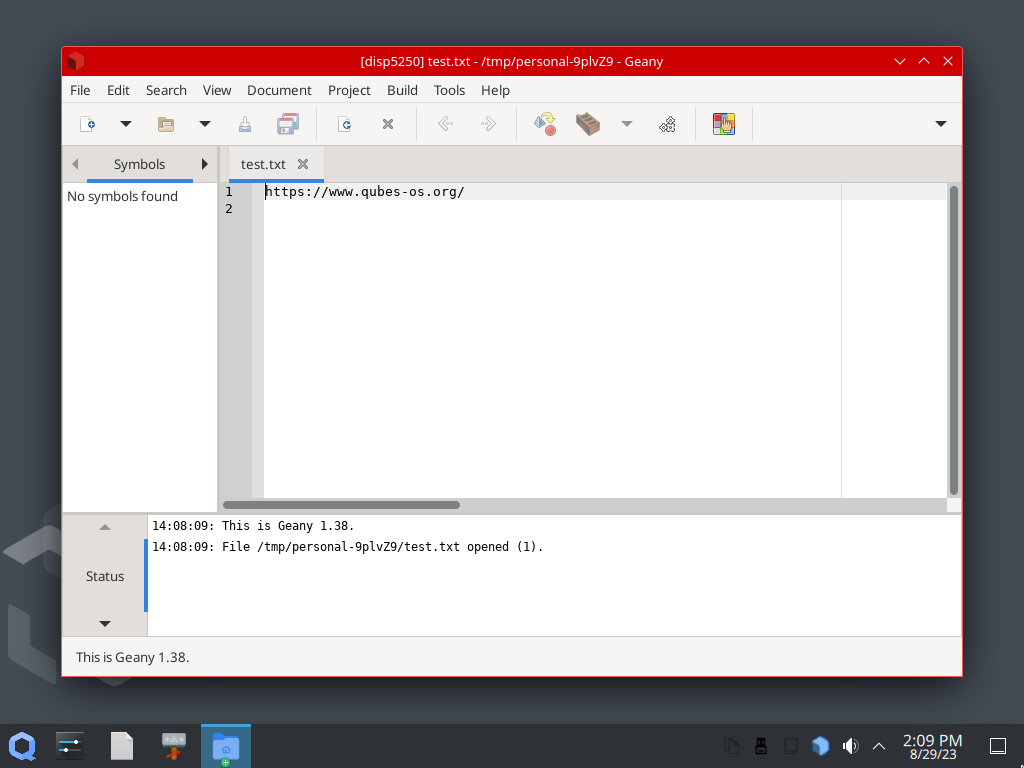 [disp5250] test.txt - /tmp/personal-9plvZ9 - Geany
File Edit Search View Document Project Build Tools Help
Symbols
test.txt
No symbols found
1 https://www.qubes-os.org/
2
14:08:09: This is Geany 1.38.
14:08:09: File /tmp/personal-9plvZ9/test.txt opened (1).
Status
This is Geany 1.38.
2:09 PM
8/29/23